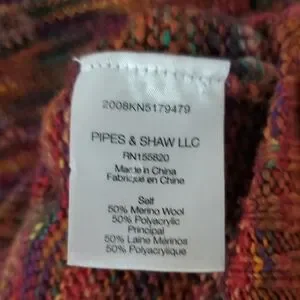 2008KN5179479
PIPES & SHAW LLC
RN155820
Made in China
Fabriqué en Chine
Self
50% Merino Wool
50% Polyacrylic
Principal
50% Laine Mérinos
50% Polyacrylique